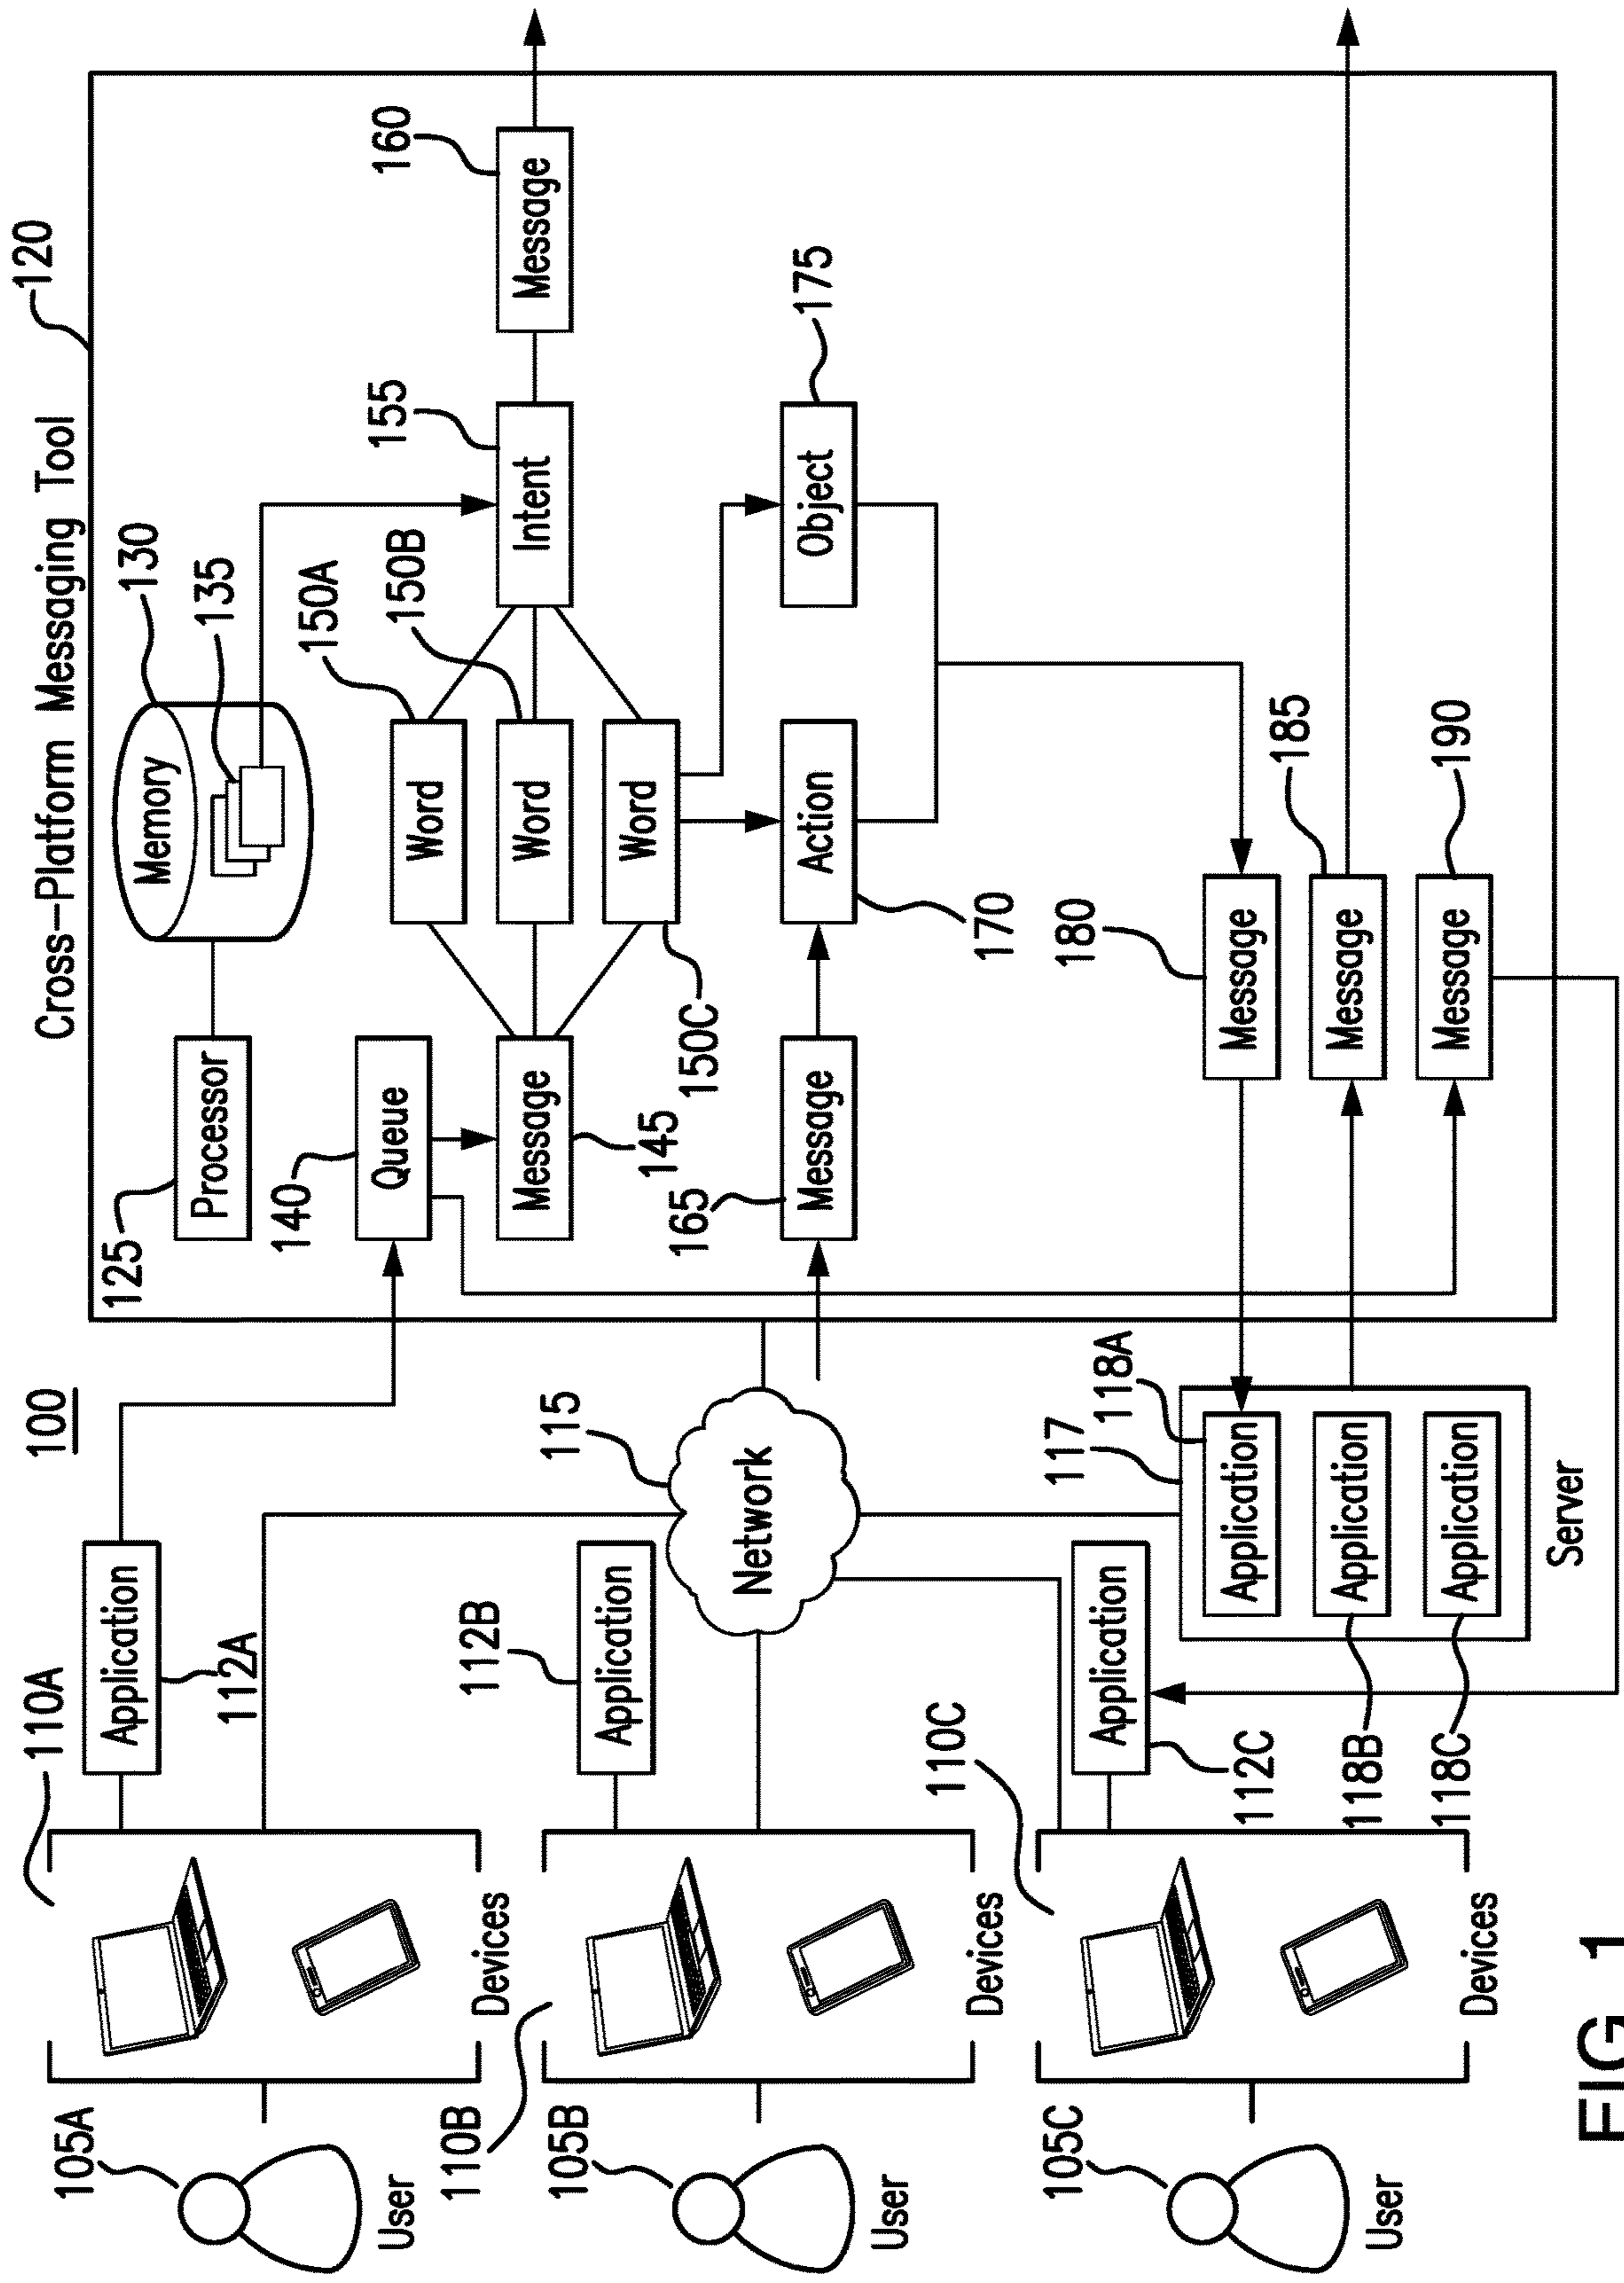 100
Cross-Platform Messaging Tool
120
110A
Application
112A
105A
User
Devices
125
Processor
Memory
130
135
140
Queue
Message
145
Word
150A
Word
150B
Word
150C
Intent
155
Message
160
110B
112B
Application
105B
User
Devices
115
Network
165
Message
Action
170
Object
175
110C
Application
112C
105C
User
Devices
117
118A
Application
Application
118B
Application
118C
Server
180
Message
Message
185
Message
190
FIG. 1